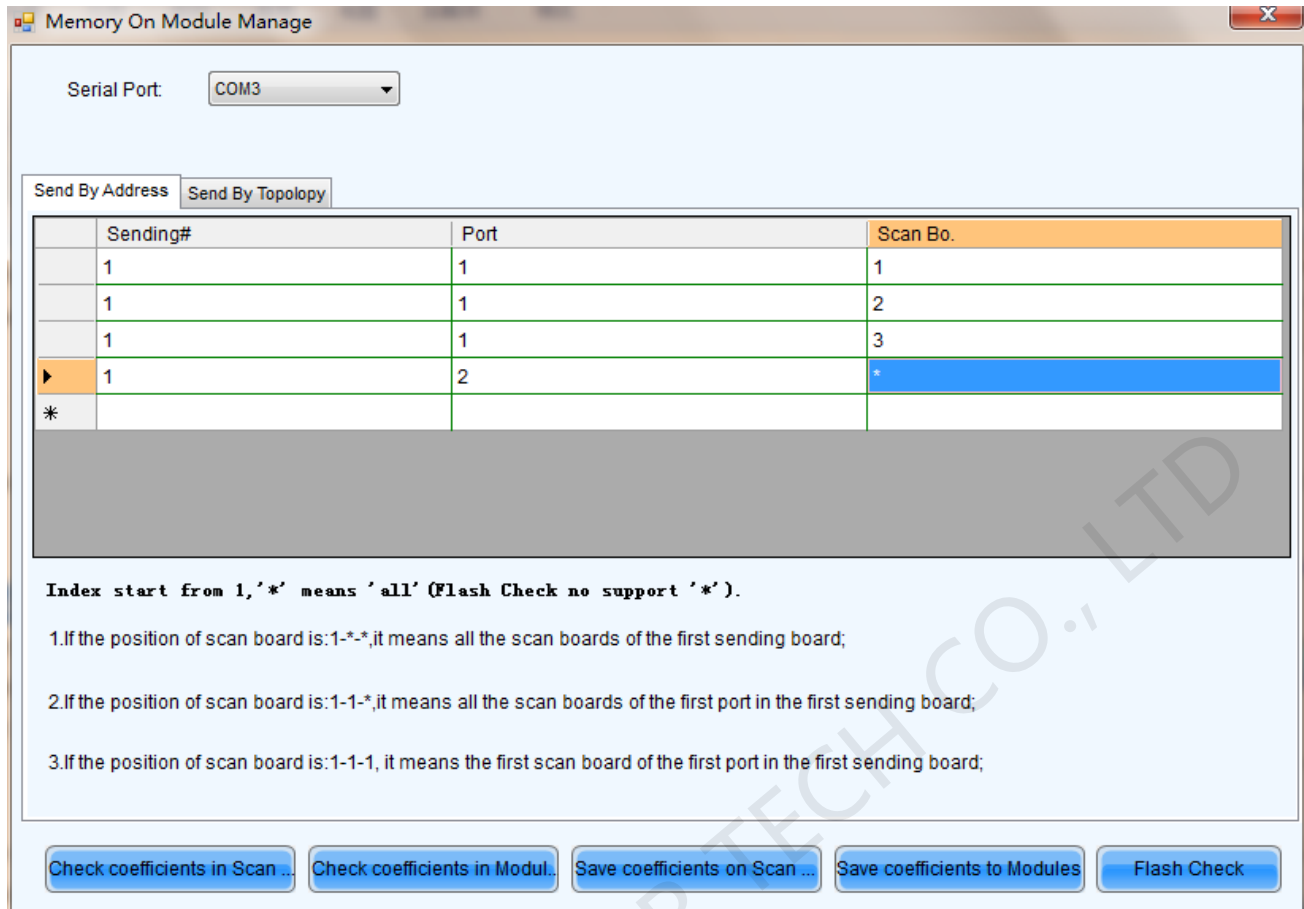 Memory On Module Manage
Serial Port: COM3
Send By Address Send By Topolopy
Sending# Port Scan Bo.
1 1 1
1 1 2
1 1 3
1 2 *
*
Index start from 1,'*' means 'all'(Flash Check no support '*').
1.If the position of scan board is:1-*-*,it means all the scan boards of the first sending board;
2.If the position of scan board is:1-1-*,it means all the scan boards of the first port in the first sending board;
3.If the position of scan board is:1-1-1, it means the first scan board of the first port in the first sending board;
Check coefficients in Scan ... Check coefficients in Modul.. Save coefficients on Scan ... Save coefficients to Modules Flash Check
TECH CO., LTD